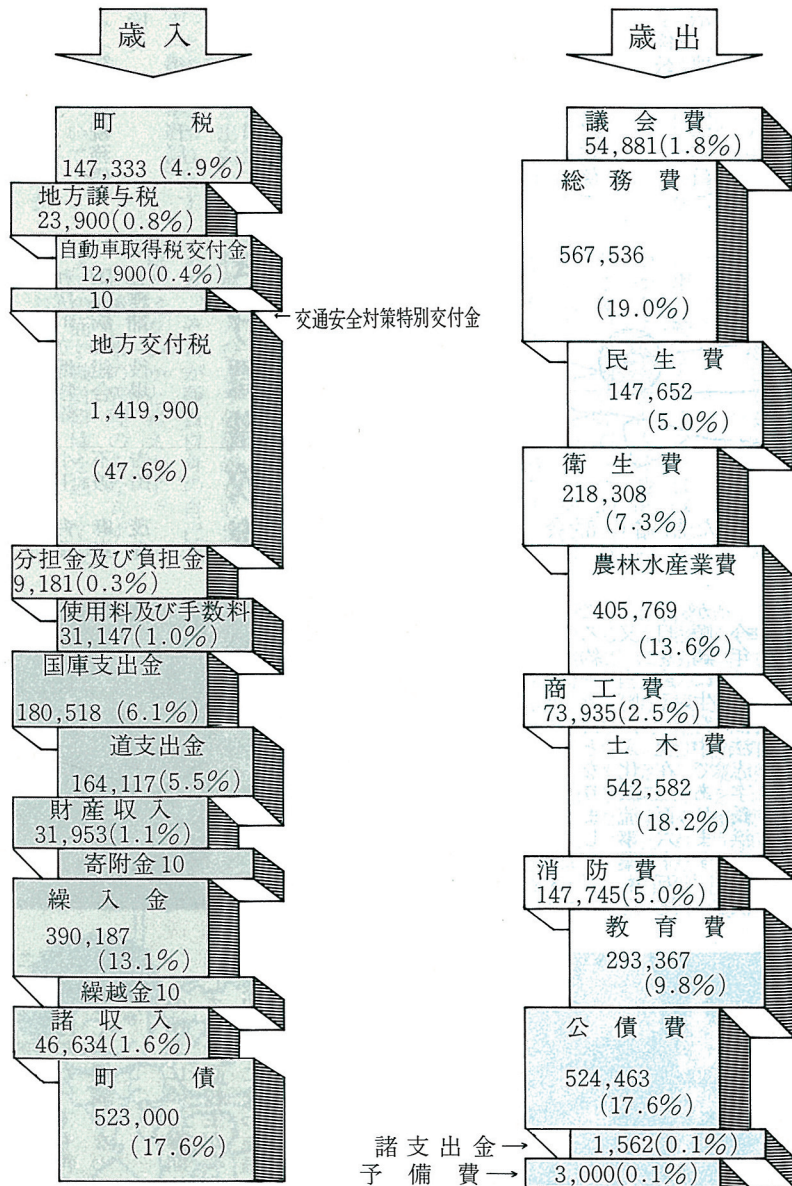 歳入
町税
147,333 (4.9%)
地方譲与税
23,900(0.8%)
自動車取得税交付金
12,900(0.4%)
10
←交通安全対策特別交付金
地方交付税
1,419,900
(47.6%)
分担金及び負担金
9,181(0.3%)
使用料及び手数料
31,147(1.0%)
国庫支出金
180,518 (6.1%)
道支出金
164,117(5.5%)
財産収入
31,953(1.1%)
寄附金10
繰入金
390,187
(13.1%)
繰越金10
諸収入
46,634(1.6%)
町債
523,000
(17.6%)
歳出
議会費
54,881(1.8%)
総務費
567,536
(19.0%)
民生費
147,652
(5.0%)
衛生費
218,308
(7.3%)
農林水産業費
405,769
(13.6%)
商工費
73,935(2.5%)
土木費
542,582
(18.2%)
消防費
147,745(5.0%)
教育費
293,367
(9.8%)
公債費
524,463
(17.6%)
諸支出金→ 1,562(0.1%)
予備費→ 3,000(0.1%)